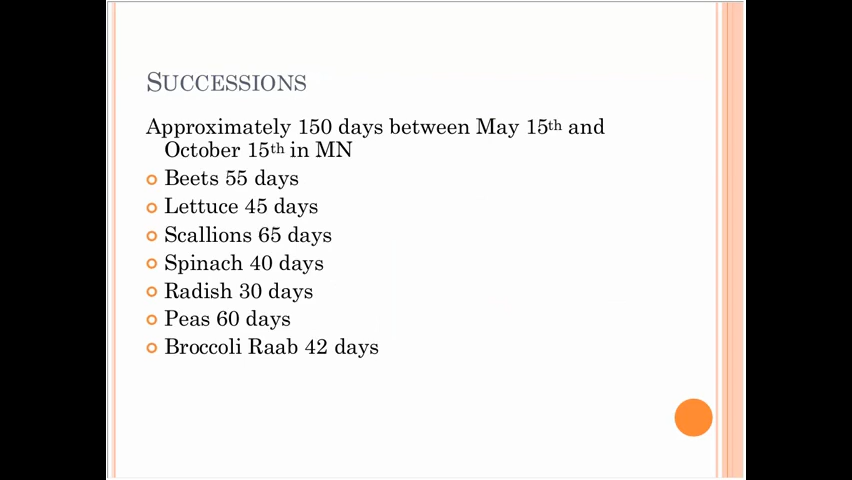 SUCCESSIONS
Approximately 150 days between May 15th and
October 15th in MN
Beets 55 days
Lettuce 45 days
Scallions 65 days
Spinach 40 days
Radish 30 days
Peas 60 days
Broccoli Raab 42 days